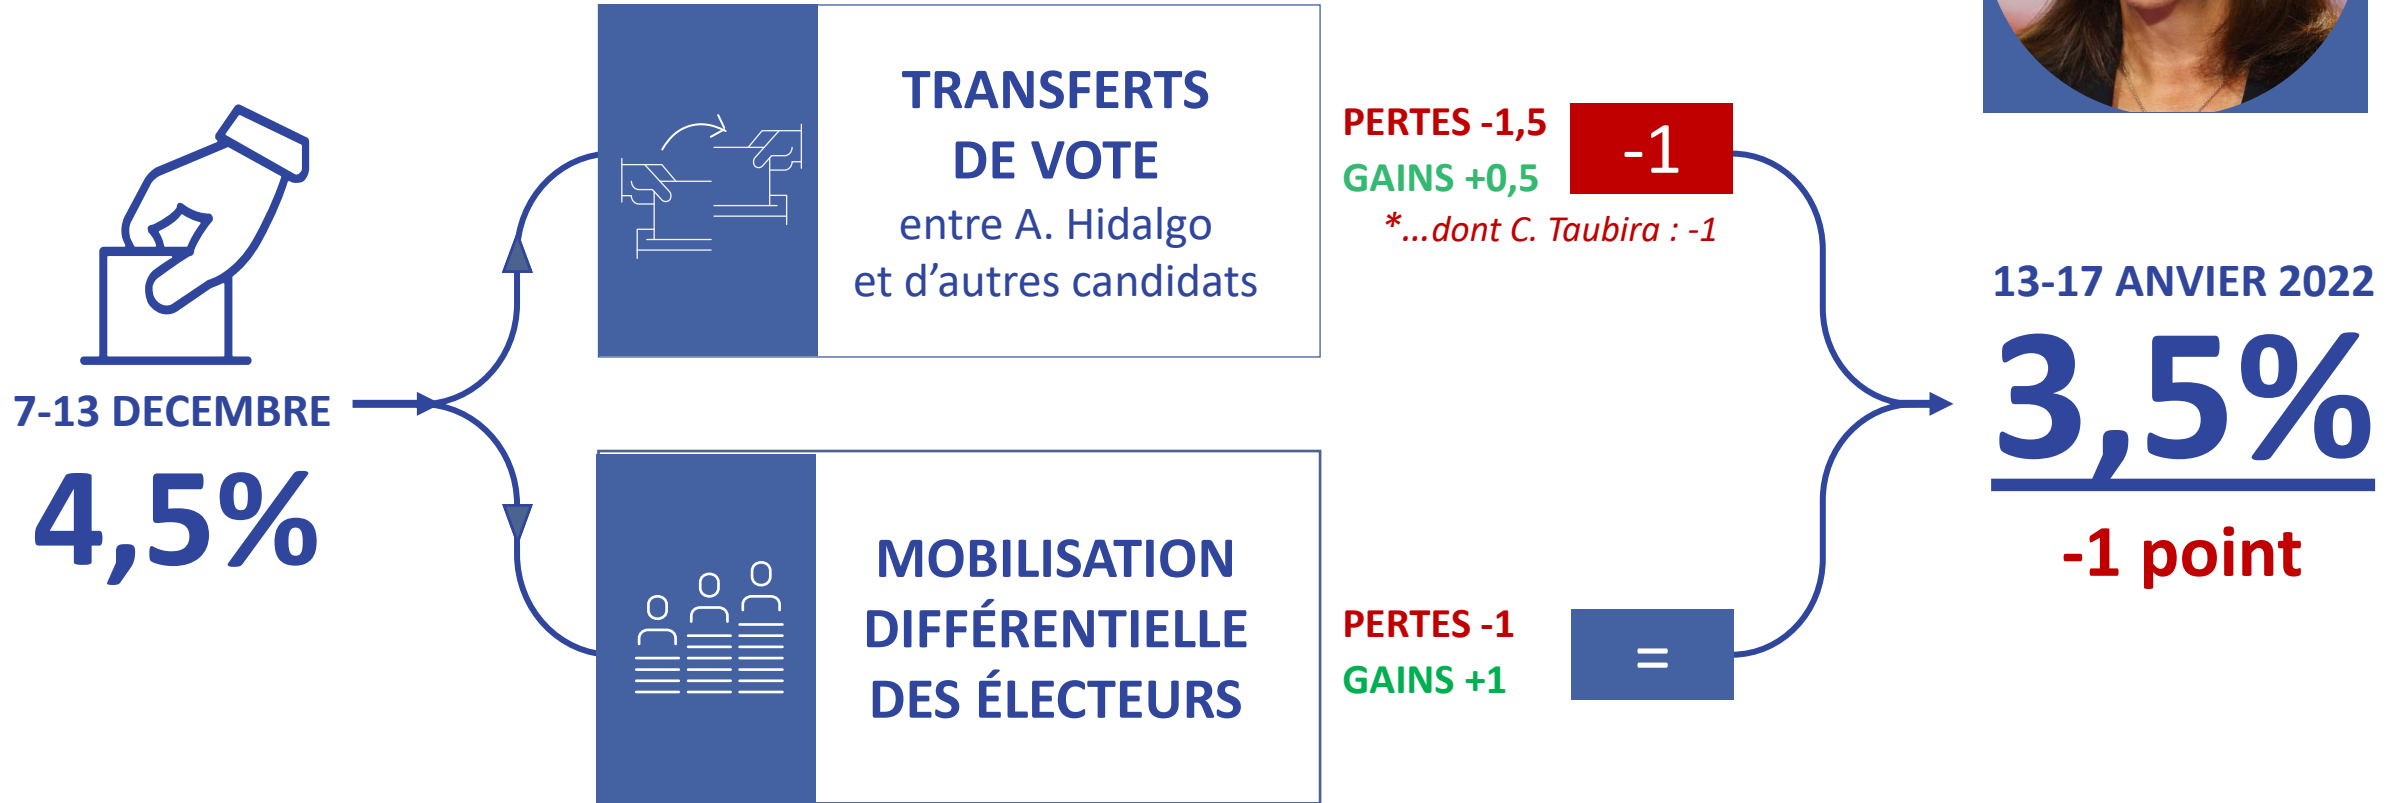 7-13 DECEMBRE
4,5%
TRANSFERTS
DE VOTE
entre A. Hidalgo
et d’autres candidats
PERTES -1,5
GAINS +0,5
-1
*...dont C. Taubira : -1
MOBILISATION
DIFFÉRENTIELLE
DES ÉLECTEURS
PERTES -1
GAINS +1
=
13-17 ANVIER 2022
3,5%
-1 point